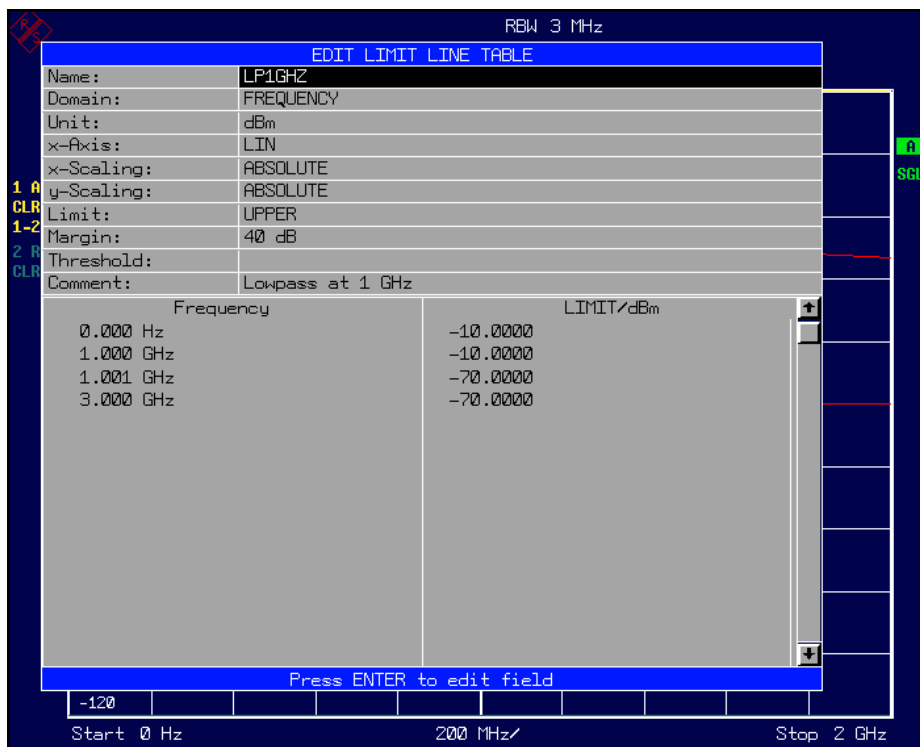 R S
RBW 3 MHz
EDIT LIMIT LINE TABLE
Name: LP1GHZ
Domain: FREQUENCY
Unit: dBm
x-Axis: LIN
x-Scaling: ABSOLUTE
y-Scaling: ABSOLUTE
Limit: UPPER
Margin: 40 dB
Threshold:
Comment: Lowpass at 1 GHz
A
SGL
1 A
CLR
1-2
2 R
CLR
Frequency LIMIT/dBm
0.000 Hz -10.0000
1.000 GHz -10.0000
1.001 GHz -70.0000
3.000 GHz -70.0000
Press ENTER to edit field
-120
Start 0 Hz 200 MHz/ Stop 2 GHz